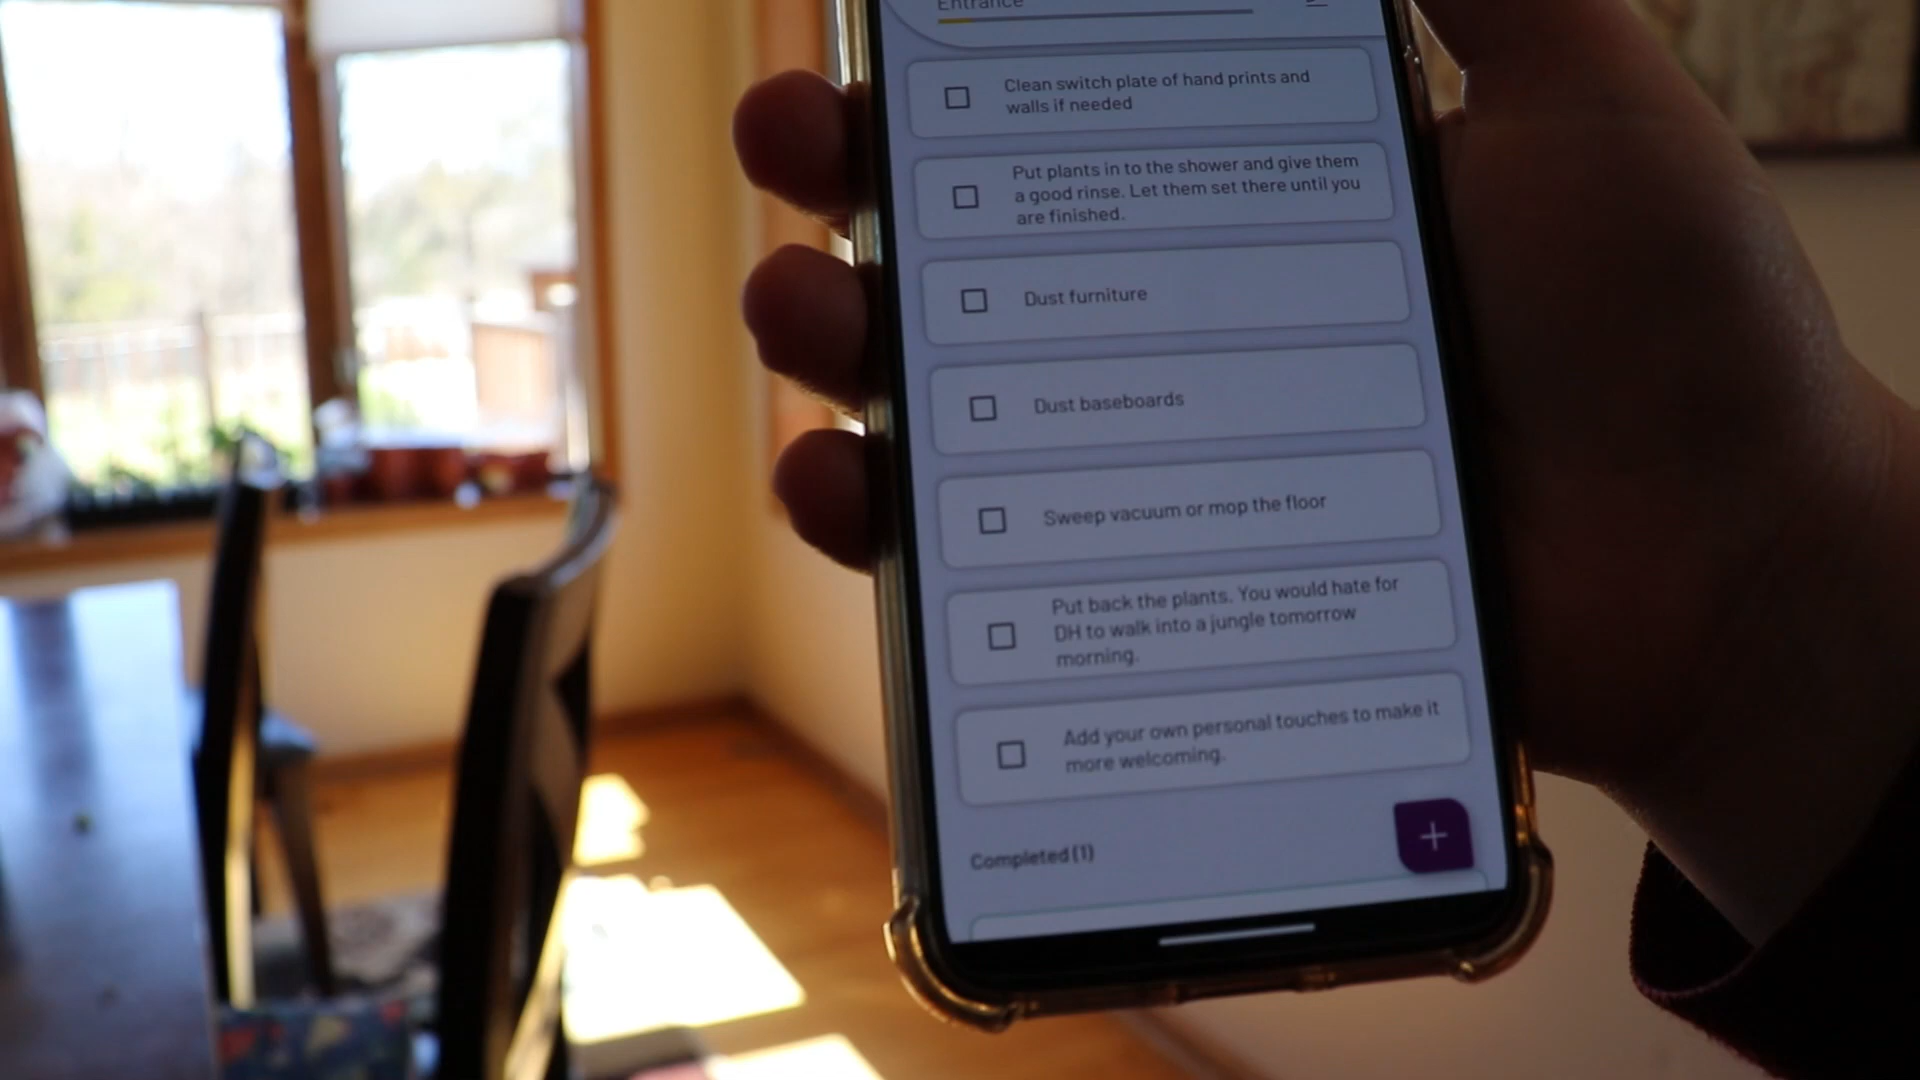 Entrance
Clean switch plate of hand prints and
walls if needed
Put plants in to the shower and give them
a good rinse. Let them set there until you
are finished.
Dust furniture
Dust baseboards
Sweep vacuum or mop the floor
Put back the plants. You would hate for
DH to walk into a jungle tomorrow
morning.
Add your own personal touches to make it
more welcoming.
Completed (1)